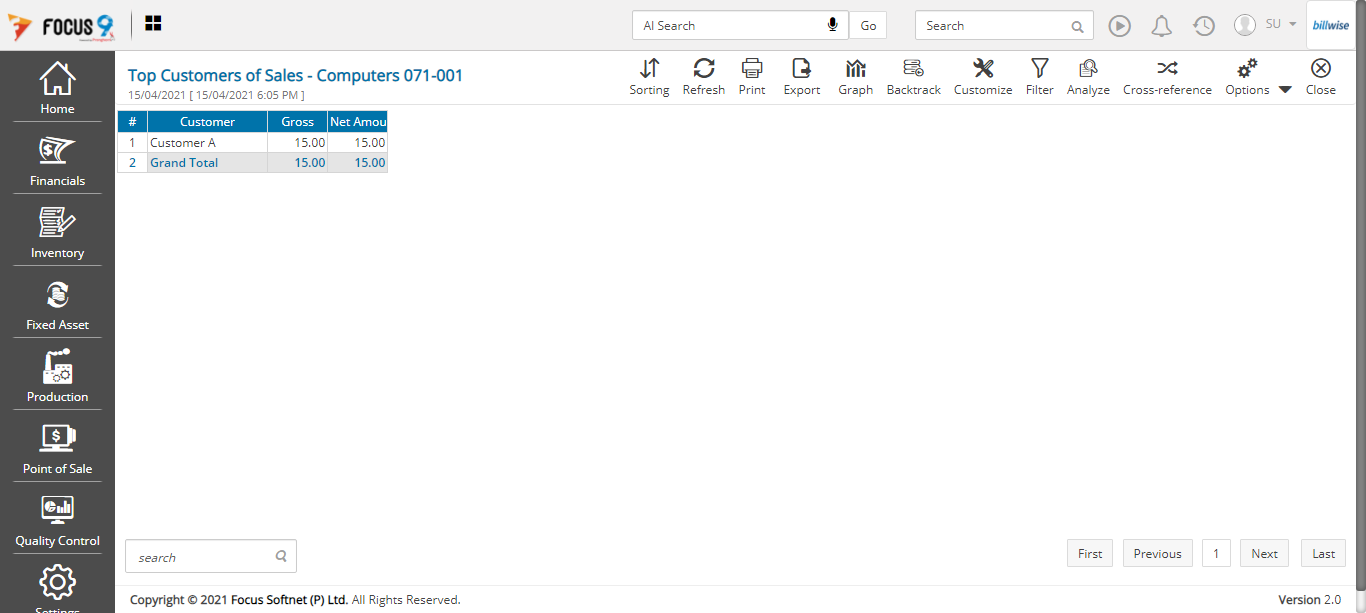 FOCUS 9
AI Search
Go
Search
SU
billwise
Home
Financials
Inventory
Fixed Asset
Production
Point of Sale
Quality Control
Settings
Top Customers of Sales - Computers 071-001
15/04/2021 [ 15/04/2021 6:05 PM ]
Sorting Refresh Print Export Graph Backtrack Customize Filter Analyze Cross-reference Options Close
# Customer Gross Net Amou
1 Customer A 15.00 15.00
2 Grand Total 15.00 15.00
search
First Previous 1 Next Last
Copyright © 2021 Focus Softnet (P) Ltd. All Rights Reserved.
Version 2.0